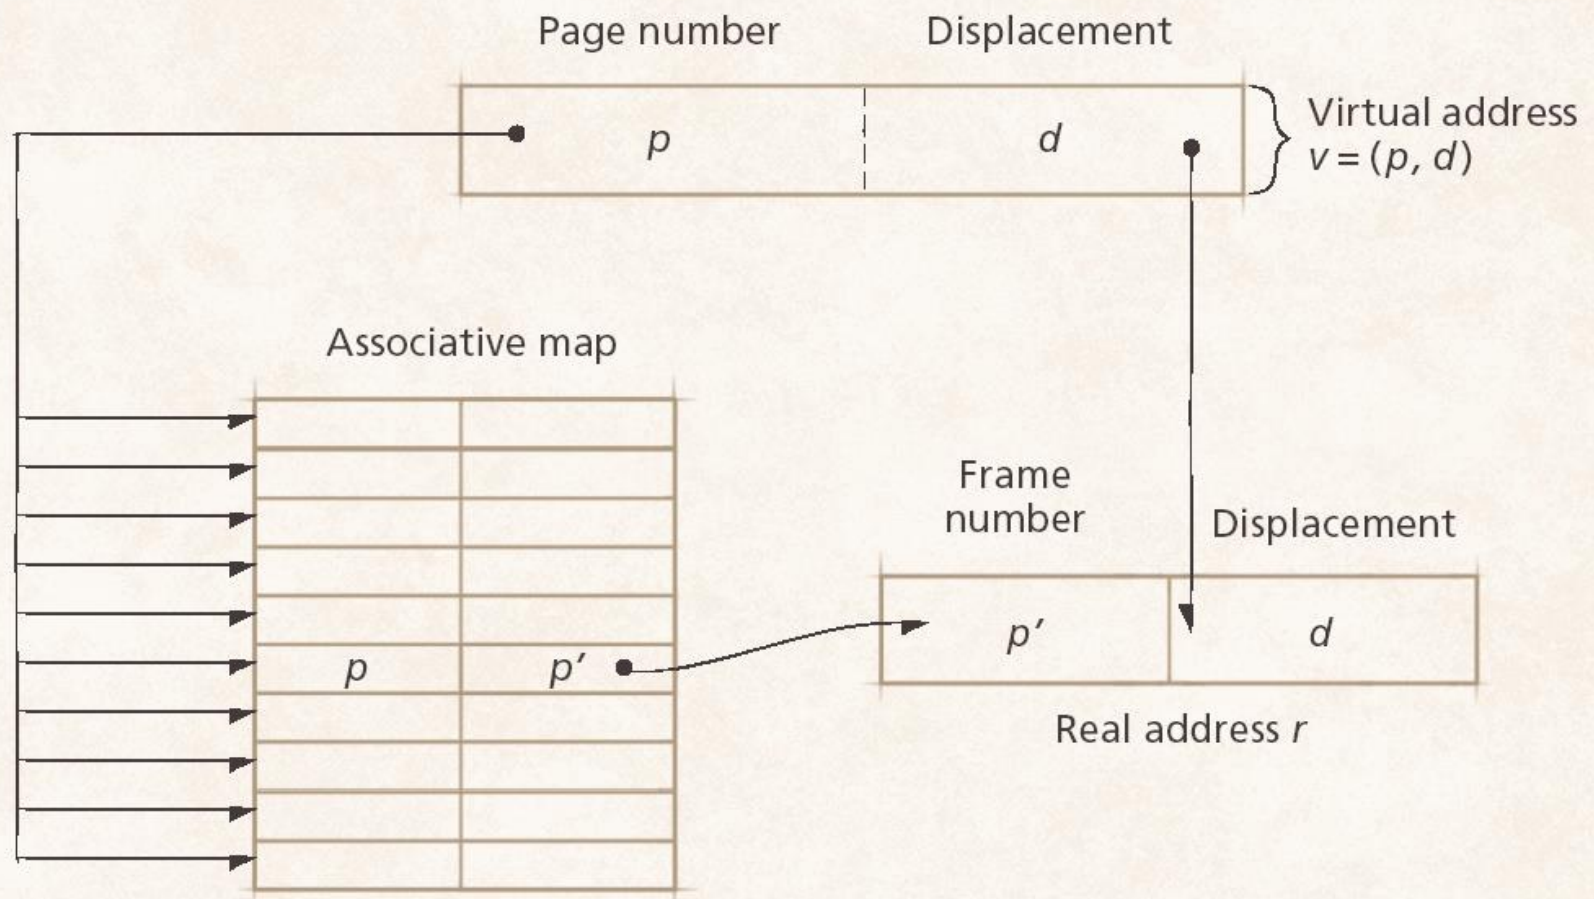 Page number
Displacement
p
d
Virtual address
v = (p, d)
Associative map
Frame
number
Displacement
p
p′
p′
d
Real address r